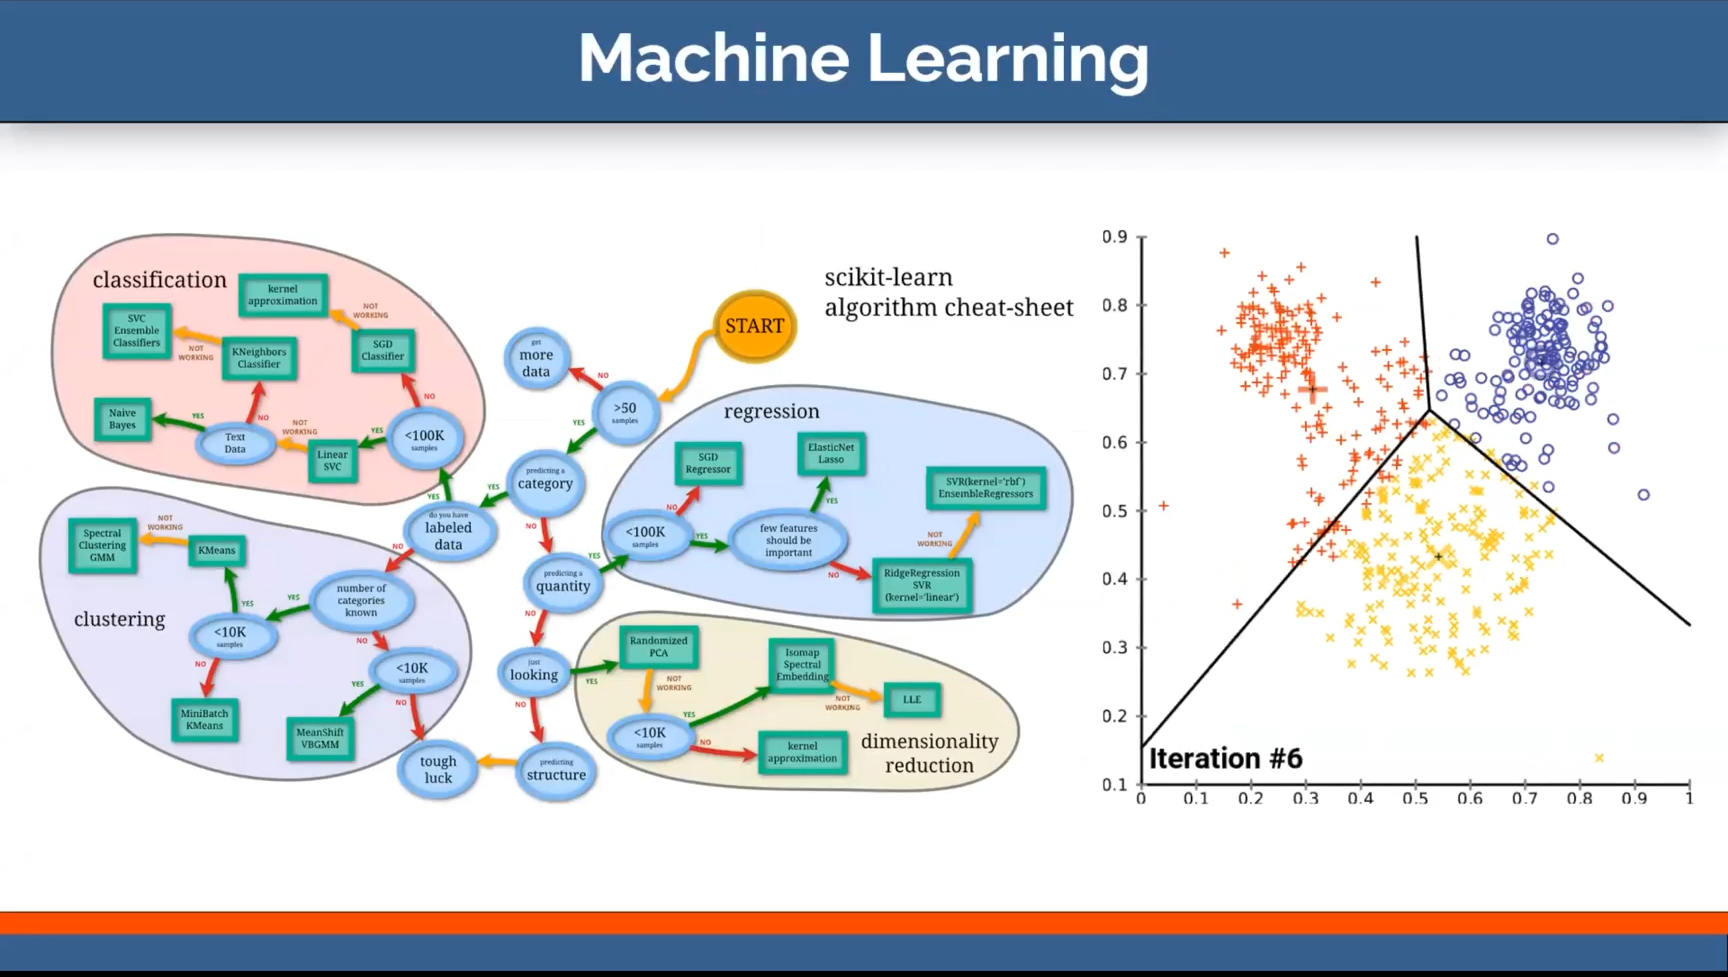 Machine Learning
scikit-learn
algorithm cheat-sheet
START
get
more
data
NO
>50
samples
YES
predicting a
category
YES
NO
do you have
labeled
data
YES
NO
classification
kernel
approximation
NOT
WORKING
SVC
Ensemble
Classifiers
NOT
WORKING
KNeighbors
Classifier
SGD
Classifier
NO
Naive
Bayes
YES
NO
Text
Data
NOT
WORKING
Linear
SVC
YES
<100K
samples
regression
SGD
Regressor
ElasticNet
Lasso
SVR(kernel='rbf')
EnsembleRegressors
NO
YES
<100K
samples
YES
few features
should be
important
NOT
WORKING
NO
RidgeRegression
SVR
(kernel='linear')
predicting a
quantity
YES
NO
clustering
Spectral
Clustering
GMM
NOT
WORKING
KMeans
YES
number of
categories
known
YES
NO
<10K
samples
NO
<10K
samples
YES
NO
MiniBatch
KMeans
MeanShift
VBGMM
tough
luck
just
looking
YES
NO
predicting
structure
Randomized
PCA
NOT
WORKING
Isomap
Spectral
Embedding
NOT
WORKING
LLE
YES
<10K
samples
NO
kernel
approximation
dimensionality
reduction
0.9
0.8
0.7
0.6
0.5
0.4
0.3
0.2
0.1
Iteration #6
0 0.1 0.2 0.3 0.4 0.5 0.6 0.7 0.8 0.9 1